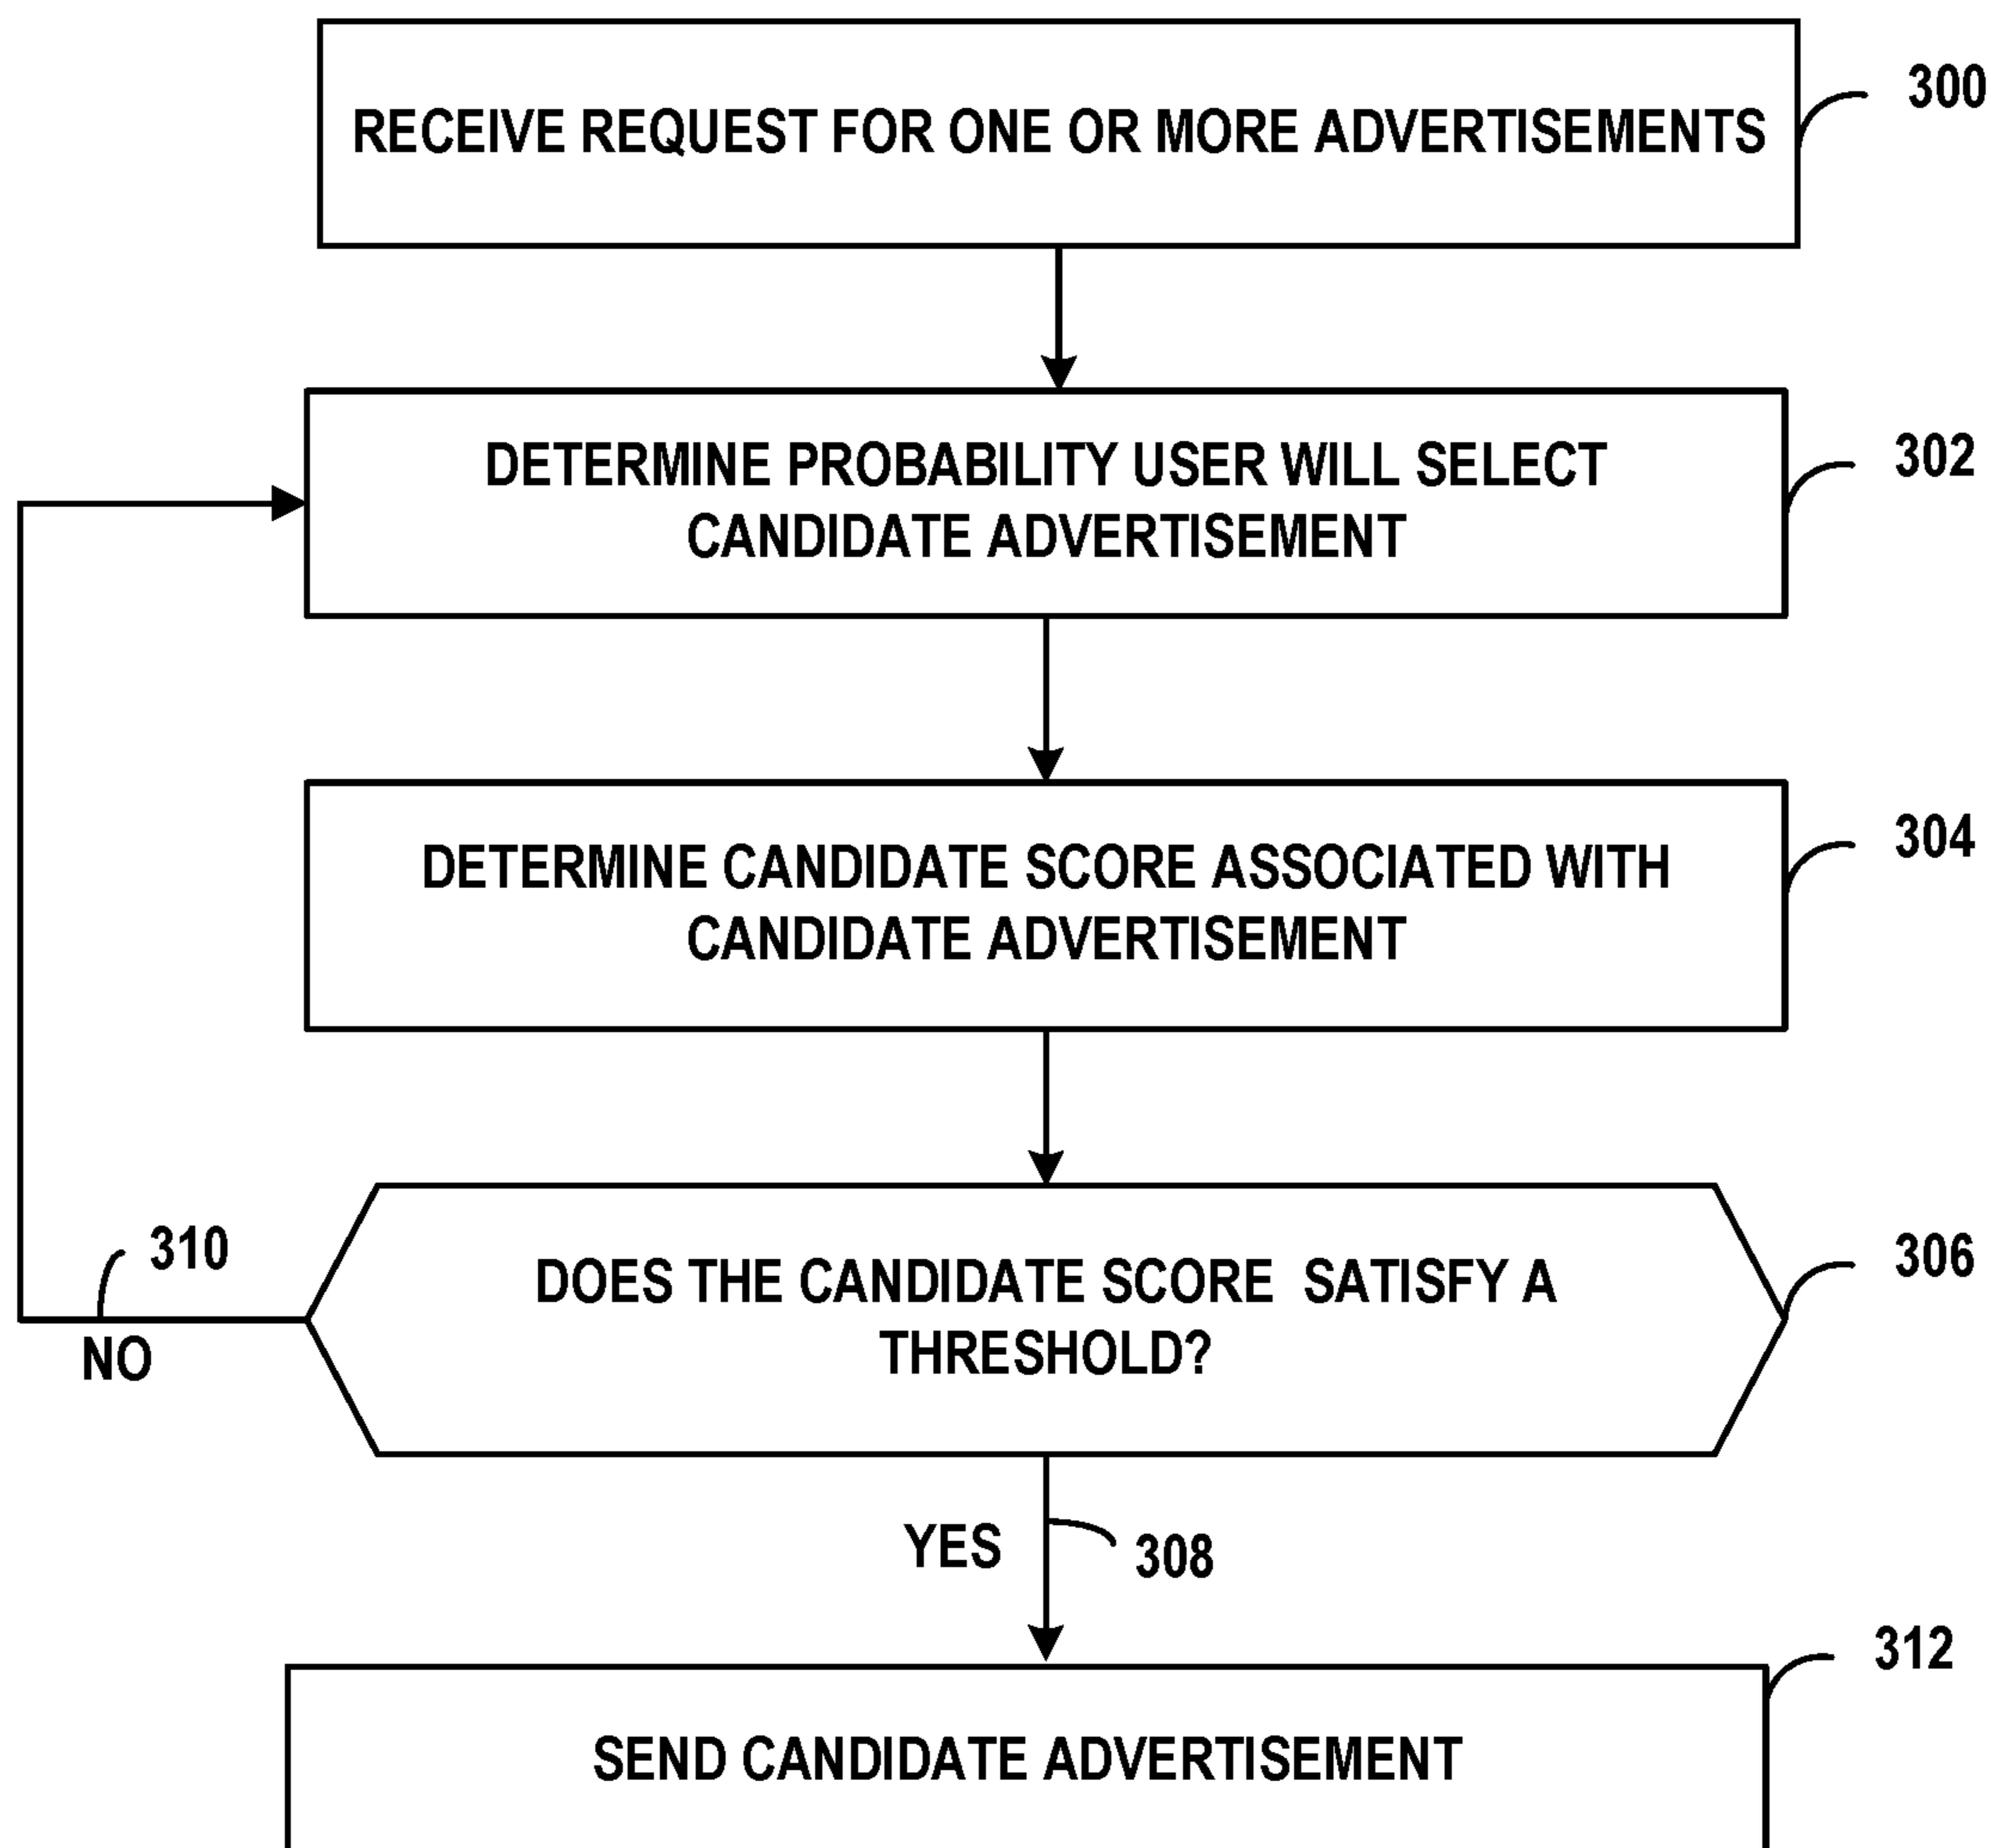 RECEIVE REQUEST FOR ONE OR MORE ADVERTISEMENTS
300
DETERMINE PROBABILITY USER WILL SELECT
CANDIDATE ADVERTISEMENT
302
DETERMINE CANDIDATE SCORE ASSOCIATED WITH
CANDIDATE ADVERTISEMENT
304
DOES THE CANDIDATE SCORE SATISFY A
THRESHOLD?
306
310
NO
YES
308
312
SEND CANDIDATE ADVERTISEMENT